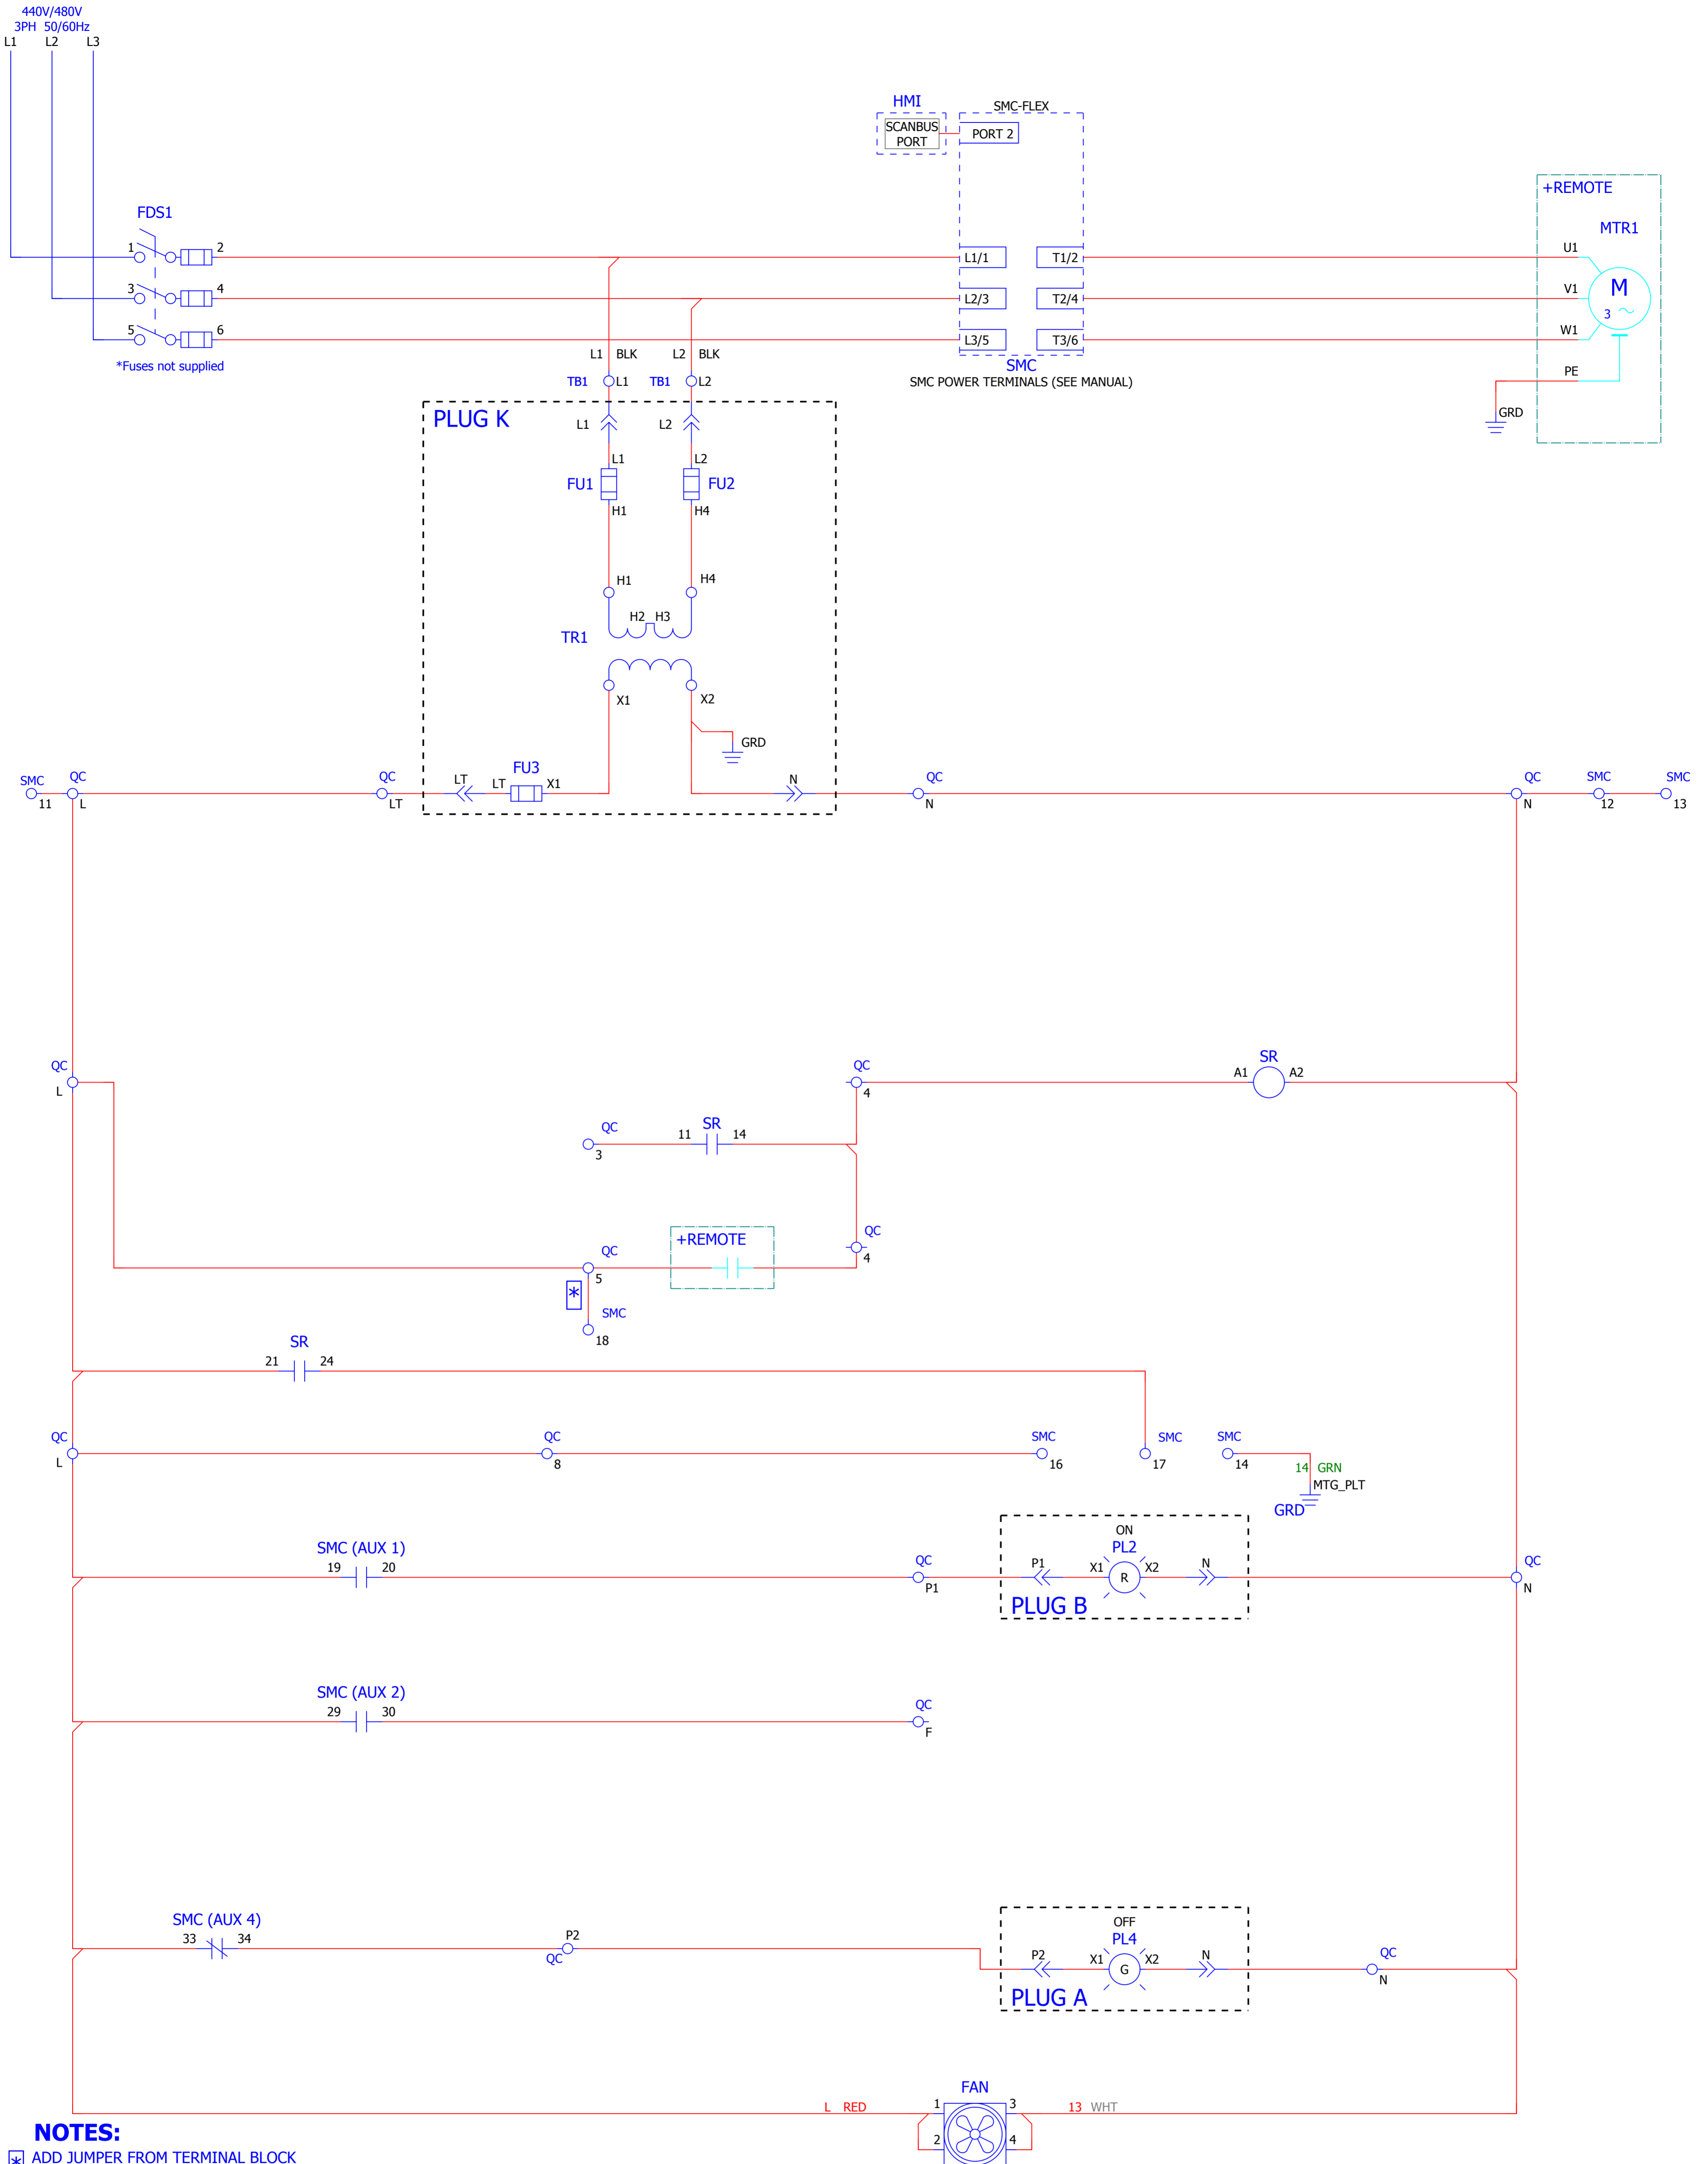 440V/480V
3PH 50/60Hz
L1 L2 L3
HMI
SMC-FLEX
SCANBUS
PORT
PORT 2
+REMOTE
MTR1
FDS1
1 2
L1/1 T1/2
U1
3 4
L2/3 T2/4
V1
M
3
5 6
L3/5 T3/6
W1
*Fuses not supplied
L1 BLK L2 BLK
SMC
SMC POWER TERMINALS (SEE MANUAL)
PE
GRD
TB1 L1 TB1 L2
PLUG K
L1 L2
L1 L2
FU1 FU2
H1 H4
H1 H4
H2 H3
TR1
X1 X2
GRD
SMC QC QC LT LT FU3 X1 N QC QC SMC SMC
11 L LT N N 12 13
QC QC SR
L 4 A1 A2
QC SR
3 11 14
QC
4
+REMOTE
QC
5
*
SMC
18
SR
21 24
QC QC SMC SMC SMC
L 8 16 17 14
14 GRN
MTG_PLT
GRD
SMC (AUX 1)
19 20
QC
P1
ON
PL2
P1 X1 R X2 N
PLUG B
QC
N
SMC (AUX 2)
29 30
QC
F
SMC (AUX 4)
33 34
P2
QC
OFF
PL4
P2 X1 G X2 N
PLUG A
QC
N
FAN
L RED 1 3 13 WHT
2 4
NOTES:
* ADD JUMPER FROM TERMINAL BLOCK